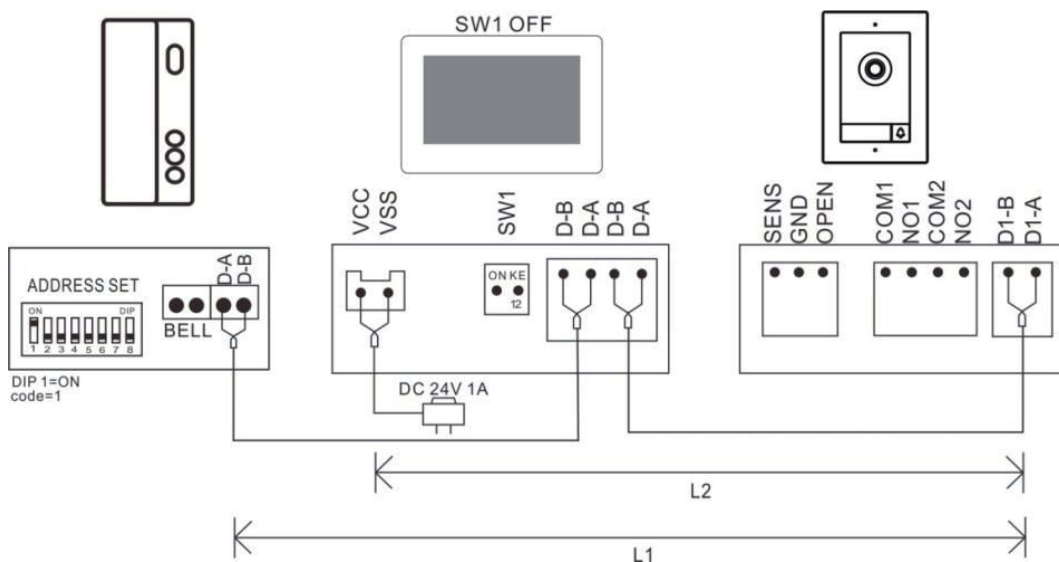 SW1 OFF
VCC
VSS
SW1
D-B
D-A
D-B
D-A
SENS
GND
OPEN
COM1
NO1
COM2
NO2
D1-B
D1-A
D-A
D-B
ADDRESS SET
ON DIP
1 2 3 4 5 6 7 8
BELL
ON KE
12
DIP 1=ON
code=1
DC 24V 1A
L2
L1